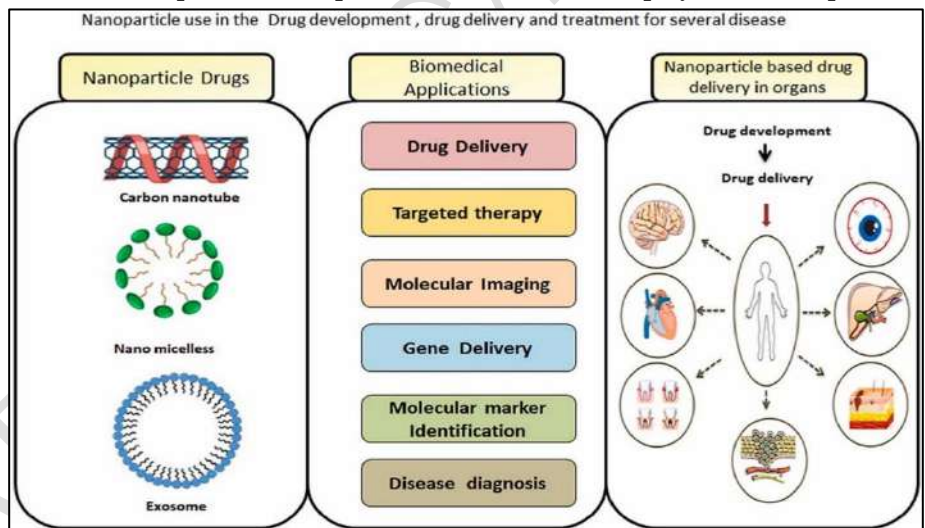 Nanoparticle use in the Drug development , drug delivery and treatment for several disease
Nanoparticle Drugs
Carbon nanotube
Nano micelless
Exosome
Biomedical
Applications
Drug Delivery
Targeted therapy
Molecular Imaging
Gene Delivery
Molecular marker
Identification
Disease diagnosis
Nanoparticle based drug
delivery in organs
Drug development
Drug delivery